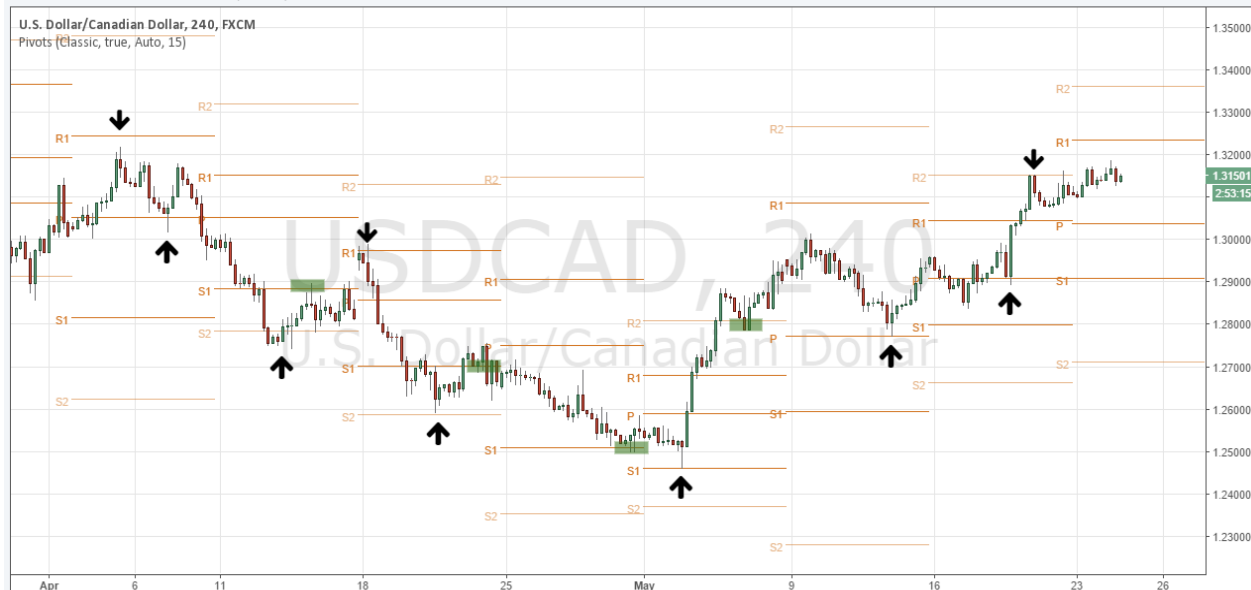 U.S. Dollar/Canadian Dollar, 240, FXCM
Pivots (Classic, true, Auto, 15)
USDCAD, 240
U.S. Dollar/Canadian Dollar
R1
S1
S2
R2
R1
P
S1
S2
R2
R1
S1
S2
R2
R1
P
S1
S2
R2
R1
P
S1
S2
R2
R1
P
S1
S2
R2
R1
S1
S2
R2
R1
P
S1
S2
1.35000
1.34000
1.33000
1.32000
1.31501
2:53:15
1.30000
1.29000
1.28000
1.27000
1.26000
1.25000
1.24000
1.23000
Apr
6
11
18
25
May
9
16
23
26